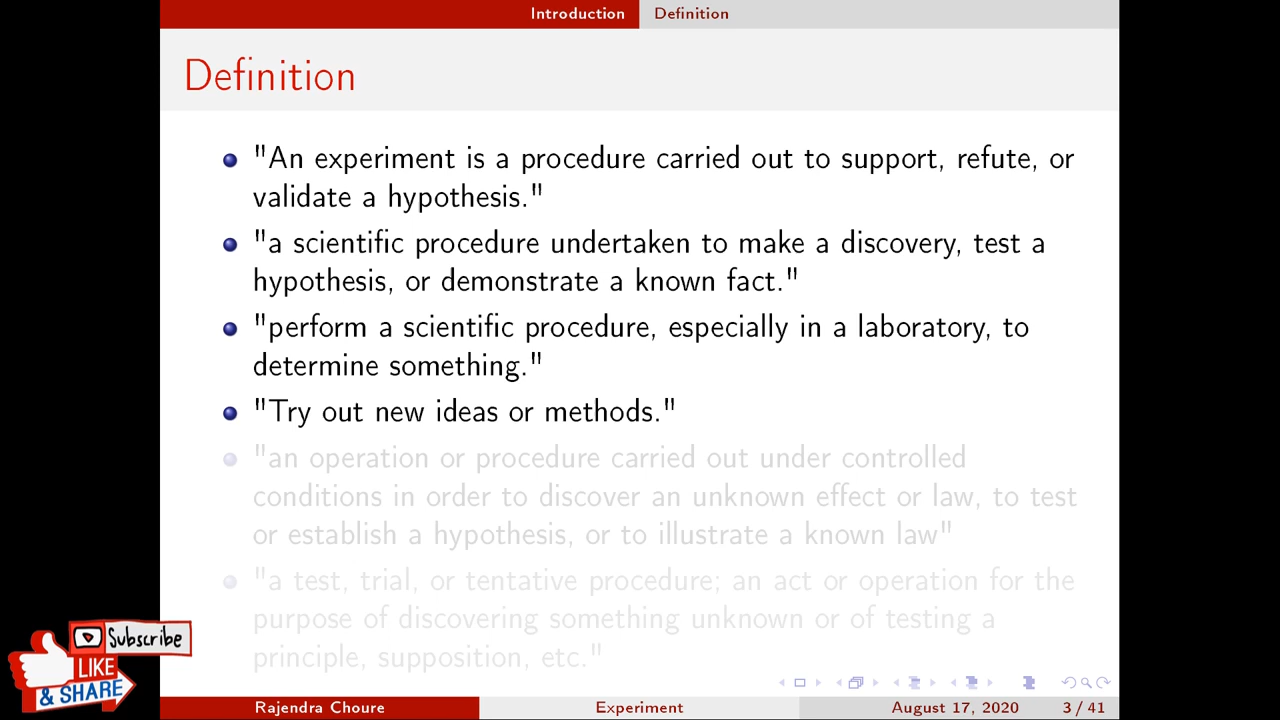 Introduction Definition
Definition
"An experiment is a procedure carried out to support, refute, or
validate a hypothesis."
"a scientific procedure undertaken to make a discovery, test a
hypothesis, or demonstrate a known fact."
"perform a scientific procedure, especially in a laboratory, to
determine something."
"Try out new ideas or methods."
"an operation or procedure carried out under controlled
conditions in order to discover an unknown effect or law, to test
or establish a hypothesis, or to illustrate a known law"
"a test, trial, or tentative procedure; an act or operation for the
purpose of discovering something unknown or of testing a
principle, supposition, etc."
Subscribe
LIKE
& SHARE
Rajendra Choure Experiment August 17, 2020 3 / 41